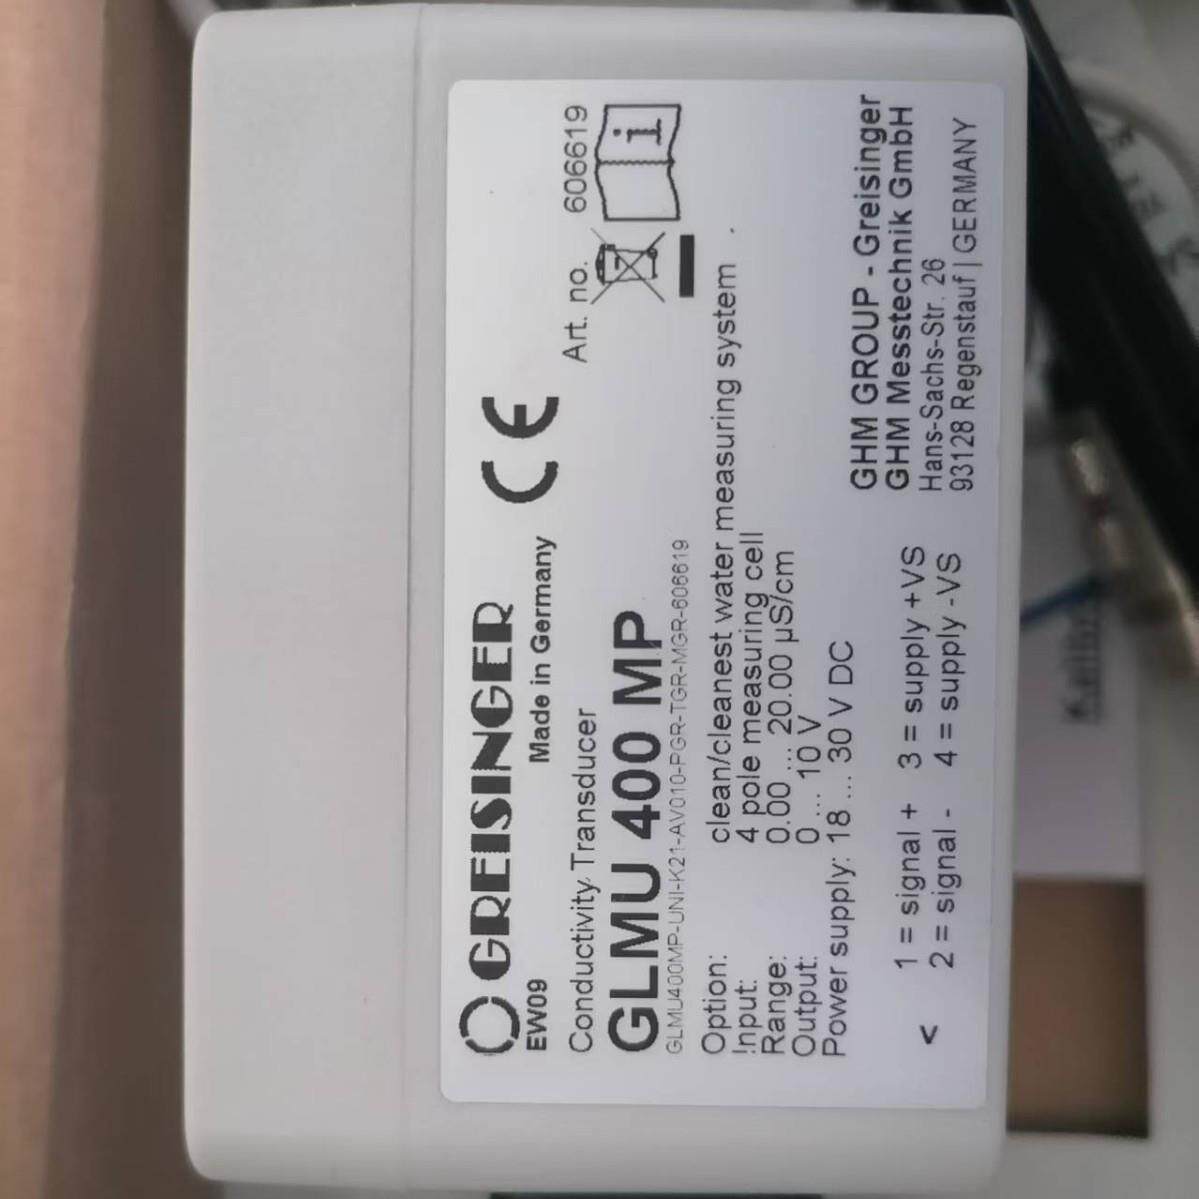 GREISINGER
EW09 Made in Germany CE
Conductivity Transducer Art. no. 606619
GLMU 400 MP
GLMU400MP-UNI-K21-AV010-PGR-TGR-MGR-606619
i
Option: clean/cleanest water measuring system
Input: 4 pole measuring cell
Range: 0.00 ... 20.00 µS/cm
Output: 0 ... 10 V
Power supply: 18 ... 30 V DC
1 = signal + 3 = supply +VS
< 2 = signal - 4 = supply -VS
GHM GROUP - Greisinger
GHM Messtechnik GmbH
Hans-Sachs-Str. 26
93128 Regenstauf | GERMANY